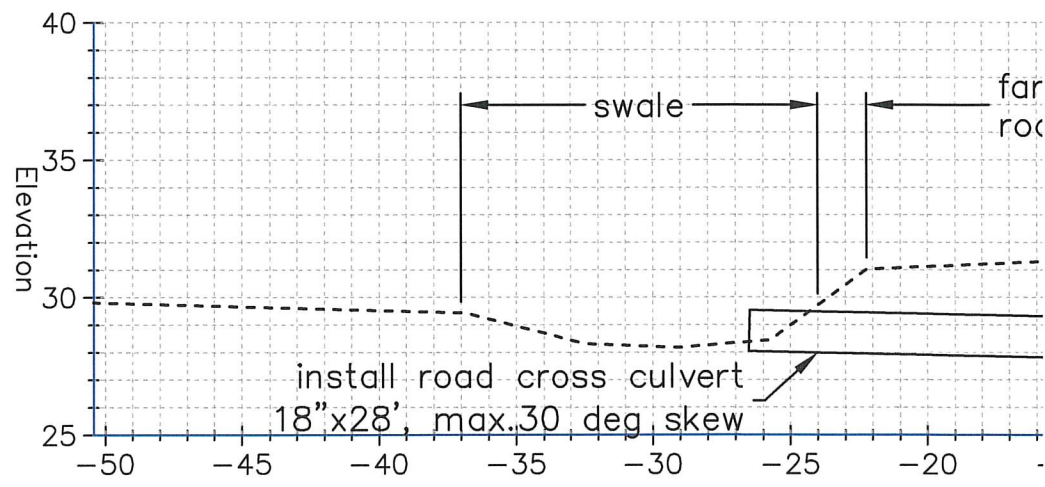 40
swale
35
30
25
Elevation
install road cross culvert
18"x28', max.30 deg skew
−50 −45 −40 −35 −30 −25 −20